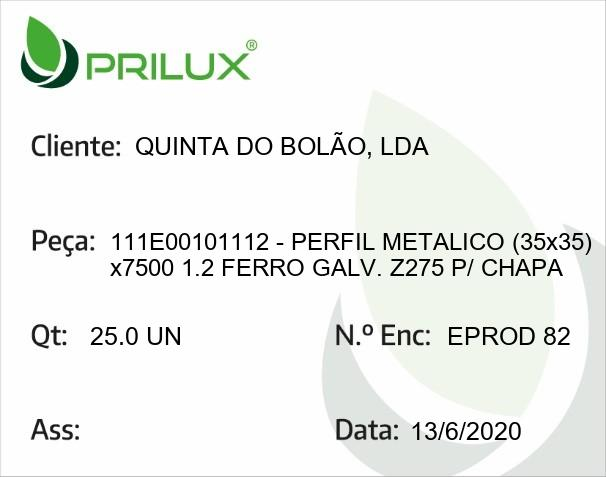 PRILUX®
Cliente: QUINTA DO BOLÃO, LDA
Peça: 111E00101112 - PERFIL METALICO (35x35)
x7500 1.2 FERRO GALV. Z275 P/ CHAPA
Qt: 25.0 UN N.º Enc: EPROD 82
Ass: Data: 13/6/2020